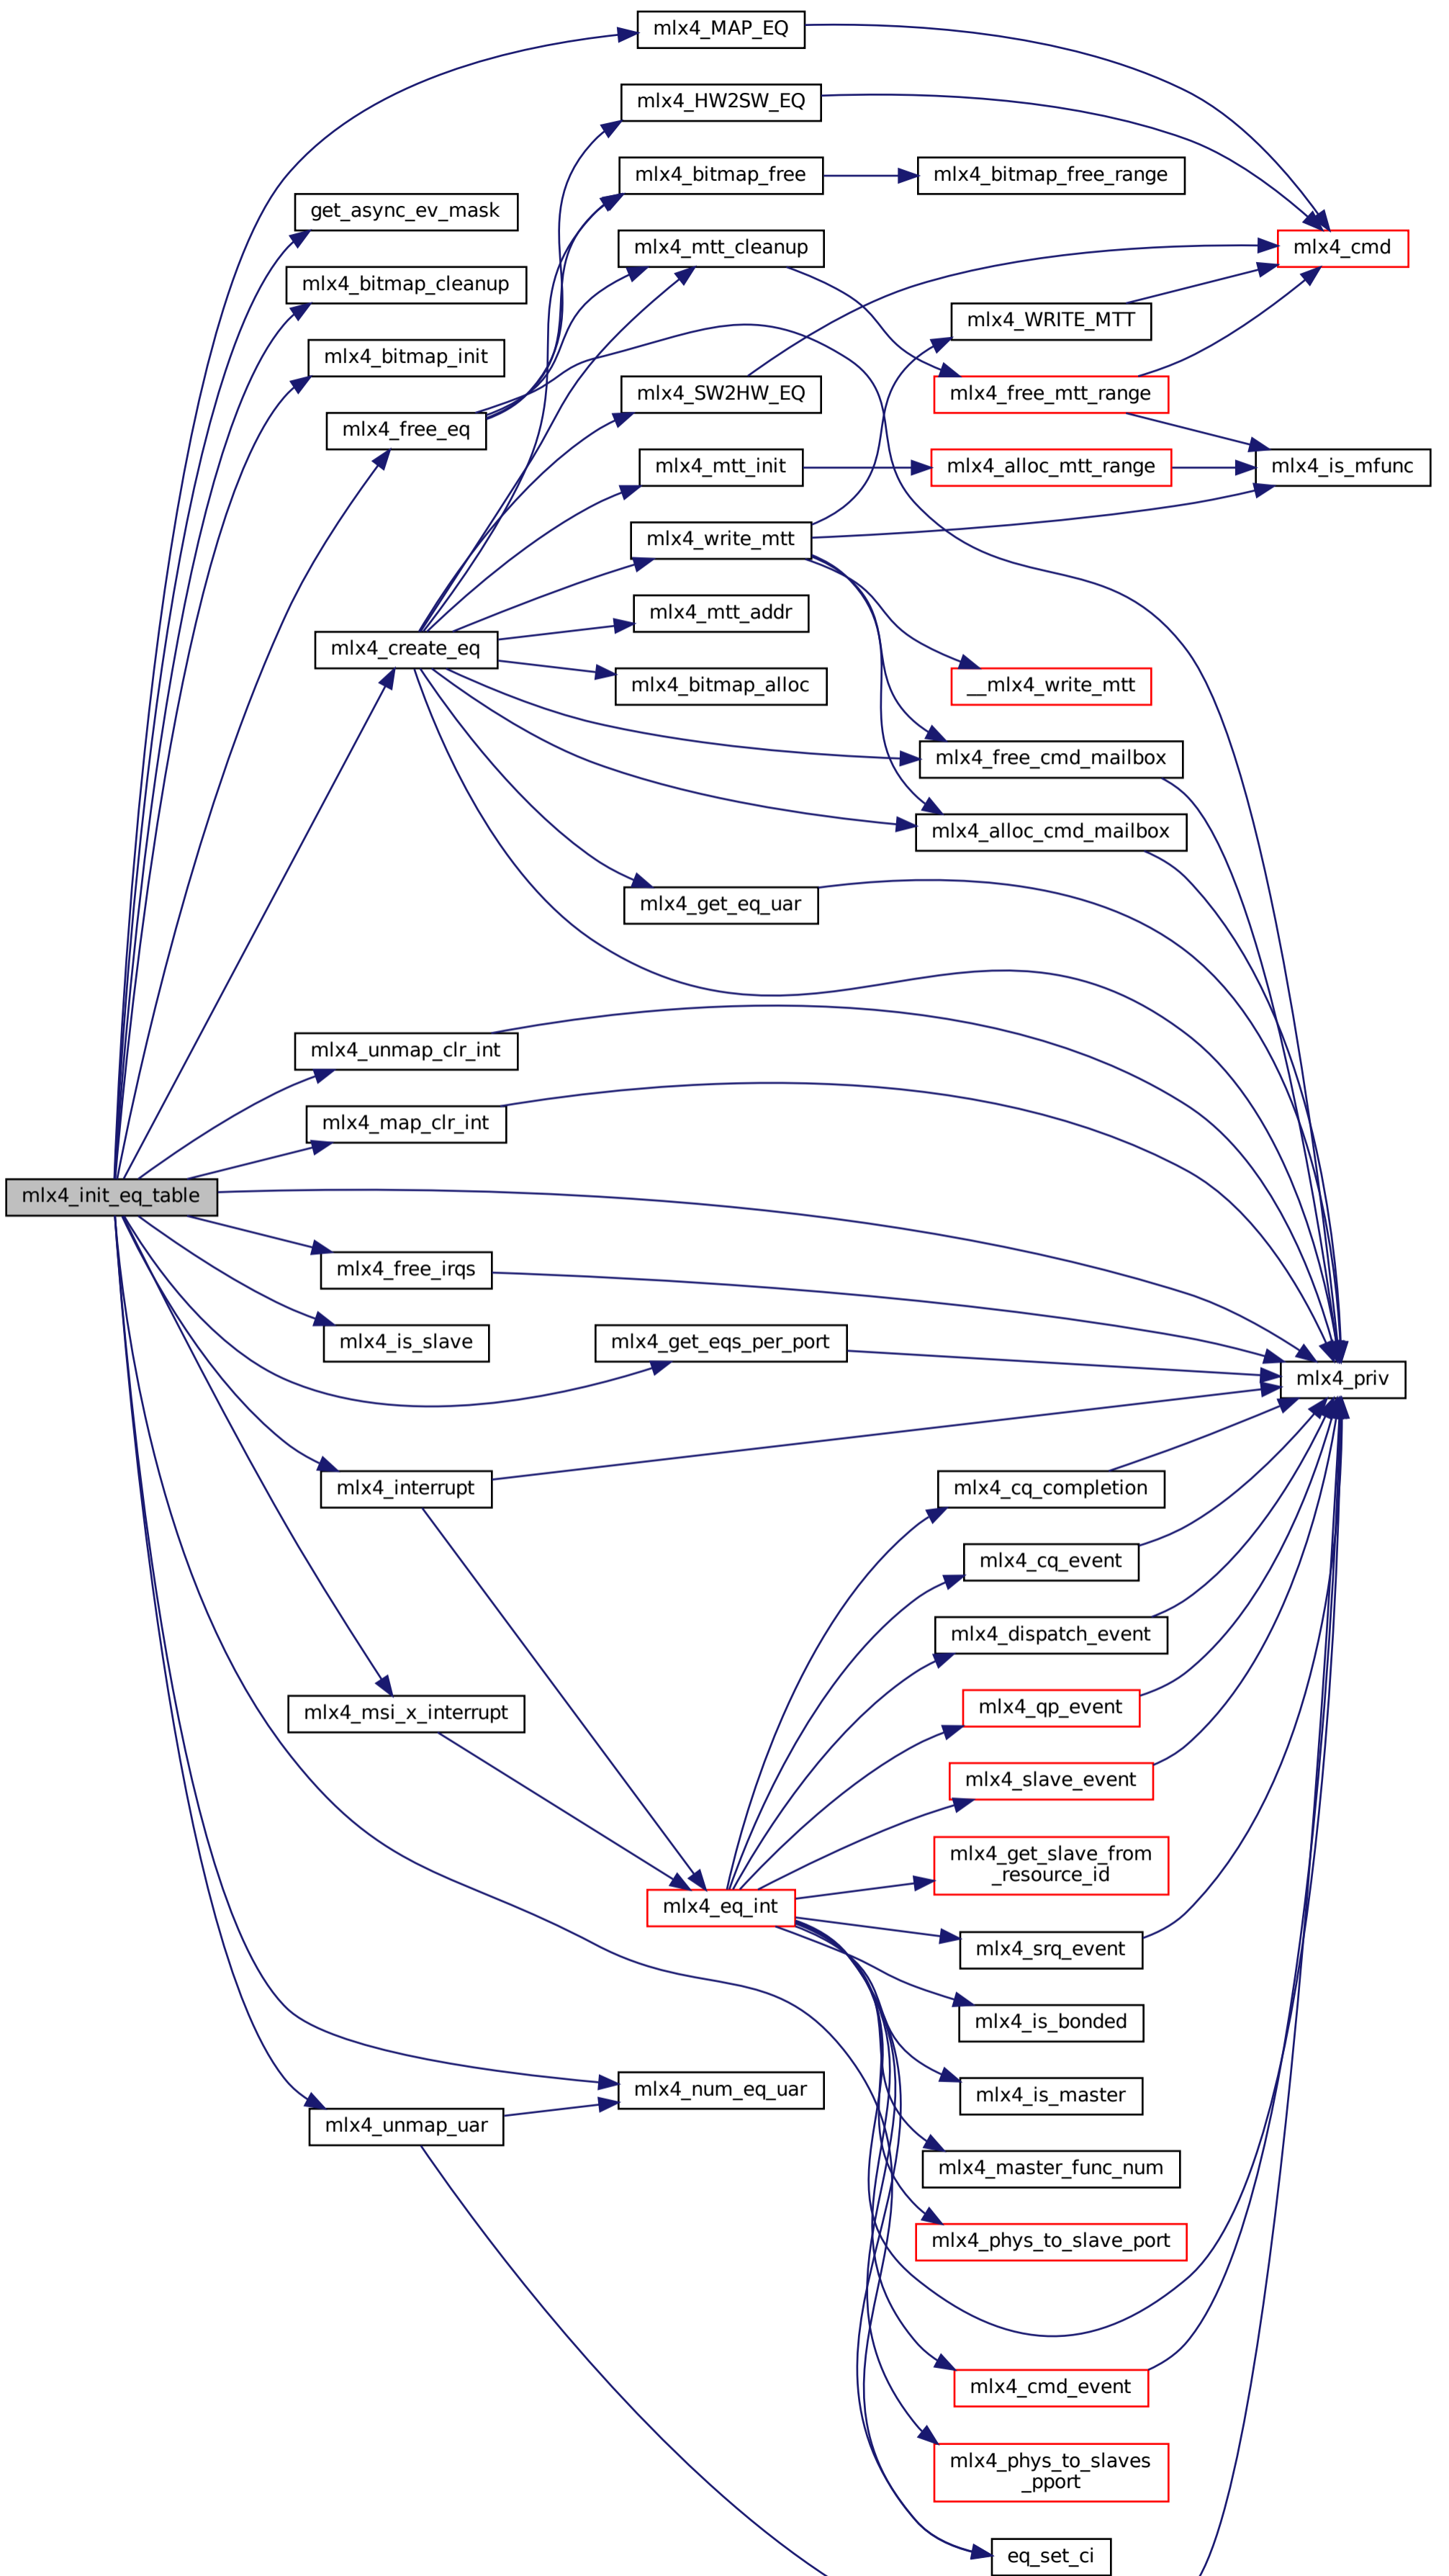 mlx4_MAP_EQ
mlx4_HW2SW_EQ
mlx4_bitmap_free
mlx4_bitmap_free_range
get_async_ev_mask
mlx4_mtt_cleanup
mlx4_cmd
mlx4_bitmap_cleanup
mlx4_WRITE_MTT
mlx4_bitmap_init
mlx4_SW2HW_EQ
mlx4_free_mtt_range
mlx4_free_eq
mlx4_mtt_init
mlx4_alloc_mtt_range
mlx4_is_mfunc
mlx4_write_mtt
mlx4_mtt_addr
mlx4_create_eq
mlx4_bitmap_alloc
__mlx4_write_mtt
mlx4_free_cmd_mailbox
mlx4_alloc_cmd_mailbox
mlx4_get_eq_uar
mlx4_unmap_clr_int
mlx4_map_clr_int
mlx4_init_eq_table
mlx4_free_irqs
mlx4_is_slave
mlx4_get_eqs_per_port
mlx4_priv
mlx4_interrupt
mlx4_cq_completion
mlx4_cq_event
mlx4_dispatch_event
mlx4_msi_x_interrupt
mlx4_qp_event
mlx4_slave_event
mlx4_get_slave_from
_resource_id
mlx4_eq_int
mlx4_srq_event
mlx4_is_bonded
mlx4_num_eq_uar
mlx4_is_master
mlx4_unmap_uar
mlx4_master_func_num
mlx4_phys_to_slave_port
mlx4_cmd_event
mlx4_phys_to_slaves
_pport
eq_set_ci